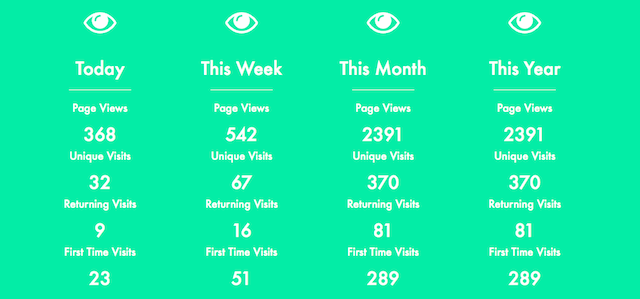 Today This Week This Month This Year
Page Views Page Views Page Views Page Views
368 542 2391 2391
Unique Visits Unique Visits Unique Visits Unique Visits
32 67 370 370
Returning Visits Returning Visits Returning Visits Returning Visits
9 16 81 81
First Time Visits First Time Visits First Time Visits First Time Visits
23 51 289 289